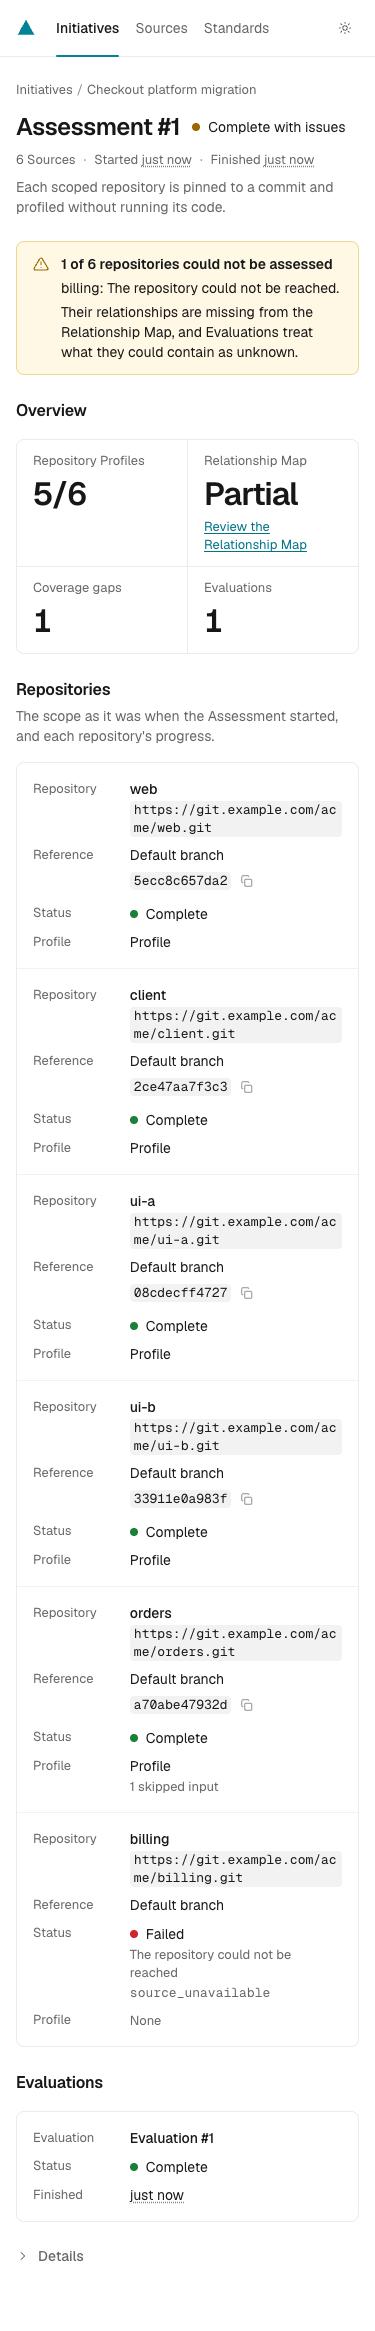 Initiatives Sources Standards
Initiatives / Checkout platform migration
Assessment #1 Complete with issues
6 Sources · Started just now · Finished just now
Each scoped repository is pinned to a commit and
profiled without running its code.
1 of 6 repositories could not be assessed
billing: The repository could not be reached.
Their relationships are missing from the
Relationship Map, and Evaluations treat
what they could contain as unknown.
Overview
Repository Profiles
5/6
Relationship Map
Partial
Review the
Relationship Map
Coverage gaps
1
Evaluations
1
Repositories
The scope as it was when the Assessment started,
and each repository's progress.
Repository web
https://git.example.com/ac
me/web.git
Reference Default branch
5ecc8c657da2
Status Complete
Profile Profile
Repository client
https://git.example.com/ac
me/client.git
Reference Default branch
2ce47aa7f3c3
Status Complete
Profile Profile
Repository ui-a
https://git.example.com/ac
me/ui-a.git
Reference Default branch
08cdecff4727
Status Complete
Profile Profile
Repository ui-b
https://git.example.com/ac
me/ui-b.git
Reference Default branch
33911e0a983f
Status Complete
Profile Profile
Repository orders
https://git.example.com/ac
me/orders.git
Reference Default branch
a70abe47932d
Status Complete
Profile Profile
1 skipped input
Repository billing
https://git.example.com/ac
me/billing.git
Reference Default branch
Status Failed
The repository could not be
reached
source_unavailable
Profile None
Evaluations
Evaluation Evaluation #1
Status Complete
Finished just now
Details